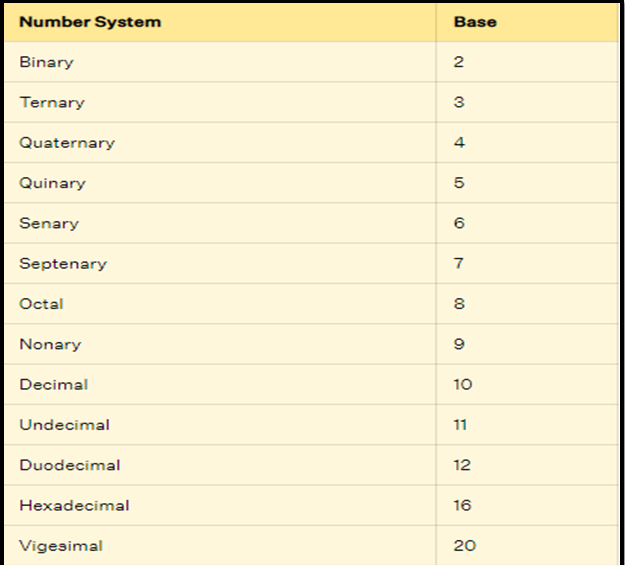 Number System Base
Binary 2
Ternary 3
Quaternary 4
Quinary 5
Senary 6
Septenary 7
Octal 8
Nonary 9
Decimal 10
Undecimal 11
Duodecimal 12
Hexadecimal 16
Vigesimal 20